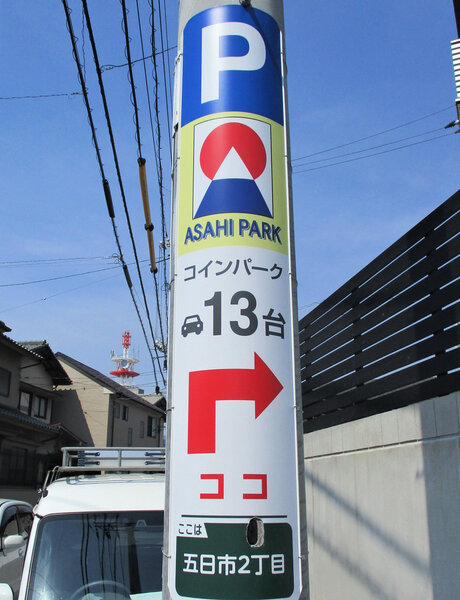 P
ASAHI PARK
コインパーク
13台
ココ
ここは
五日市2丁目